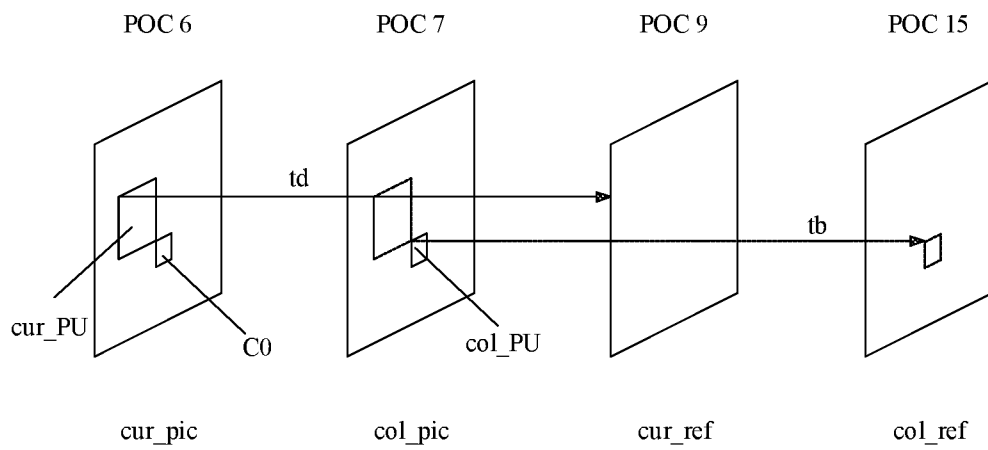 POC 6 POC 7 POC 9 POC 15
td
tb
cur_PU
C0
col_PU
cur_pic col_pic cur_ref col_ref